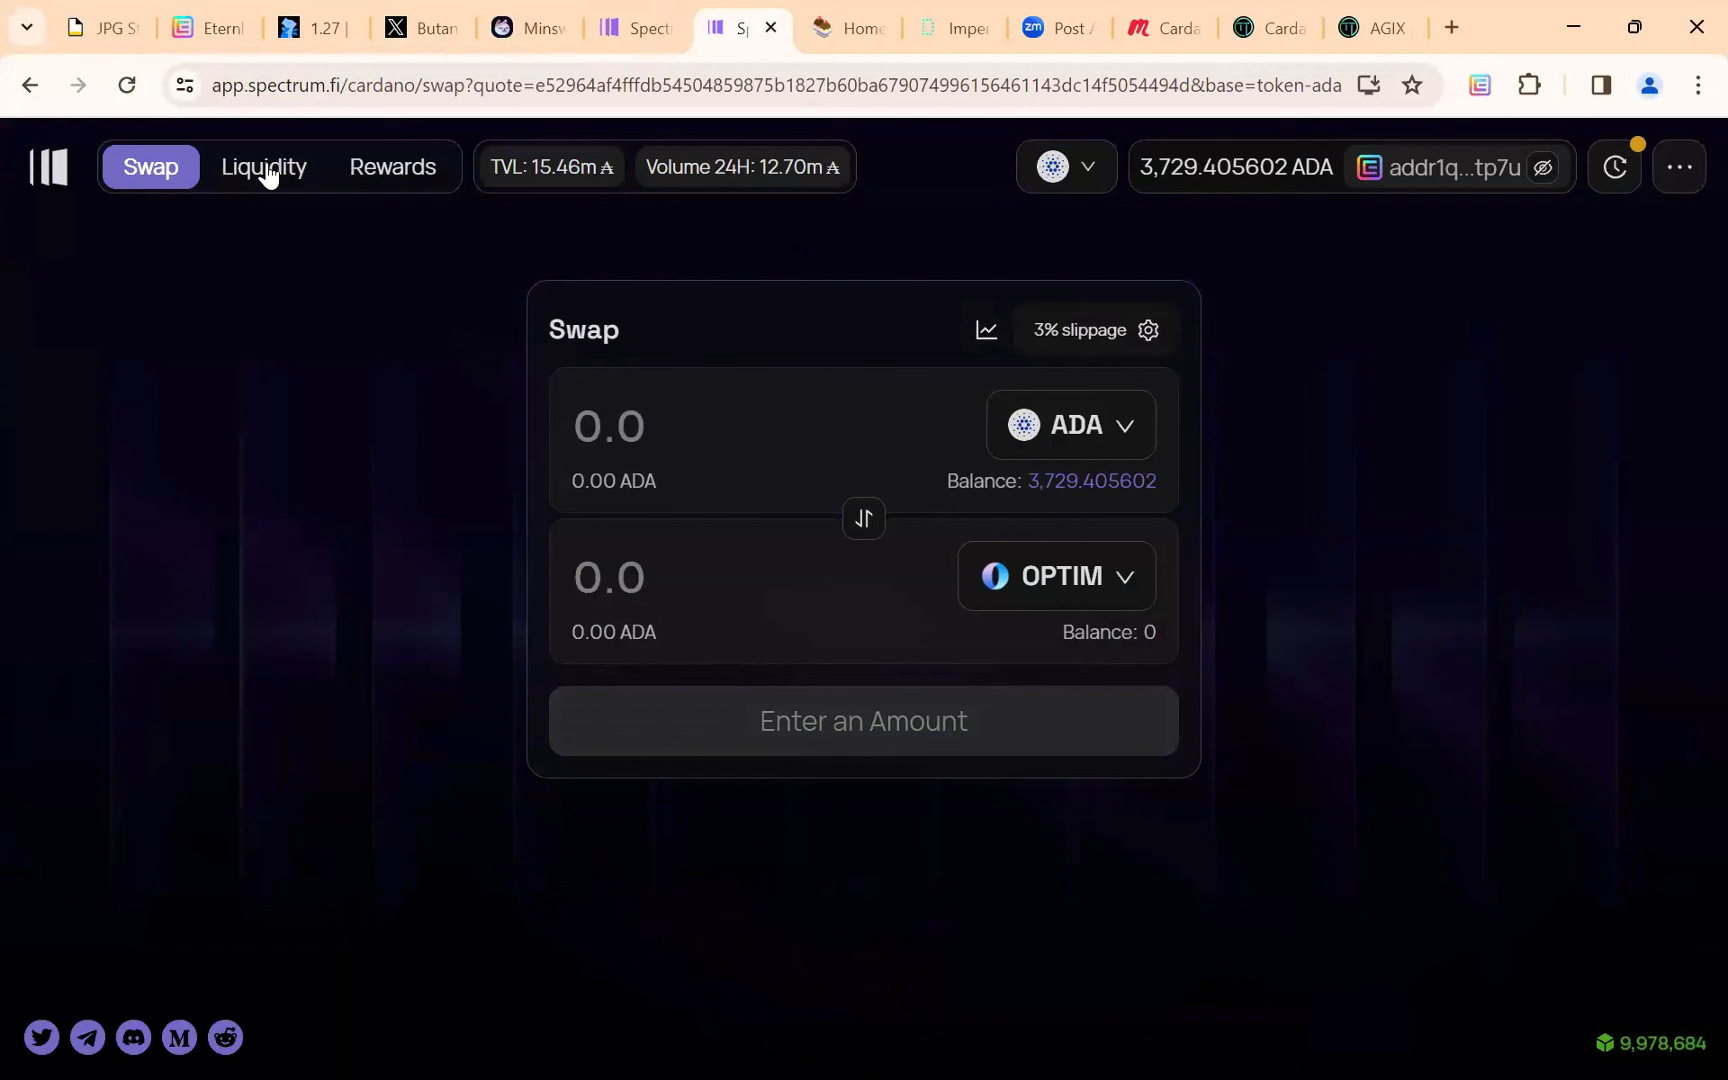 JPG S
Eternl
1.27 |
Butan
Minsw
Spect
Sp
Home
Imper
Post A
Carda
Carda
AGIX
app.spectrum.fi/cardano/swap?quote=e52964af4fffdb54504859875b1827b60ba679074996156461143dc14f5054494d&base=token-ada
Swap
Liquidity
Rewards
TVL: 15.46m ₳
Volume 24H: 12.70m ₳
3,729.405602 ADA
addr1q...tp7u
Swap
3% slippage
0.0
ADA
0.00 ADA
Balance: 3,729.405602
0.0
OPTIM
0.00 ADA
Balance: 0
Enter an Amount
9,978,684